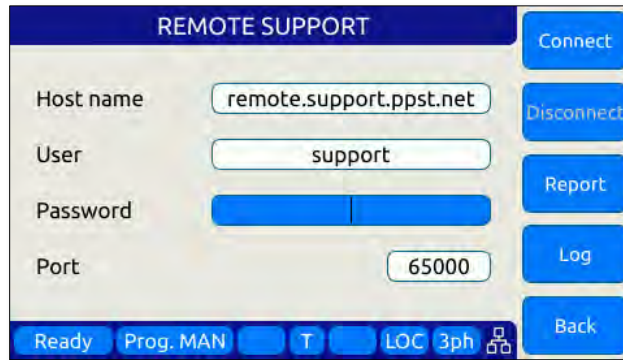 REMOTE SUPPORT
Host name remote.support.ppst.net
User support
Password
Port 65000
Connect
Disconnect
Report
Log
Back
Ready Prog. MAN T LOC 3ph